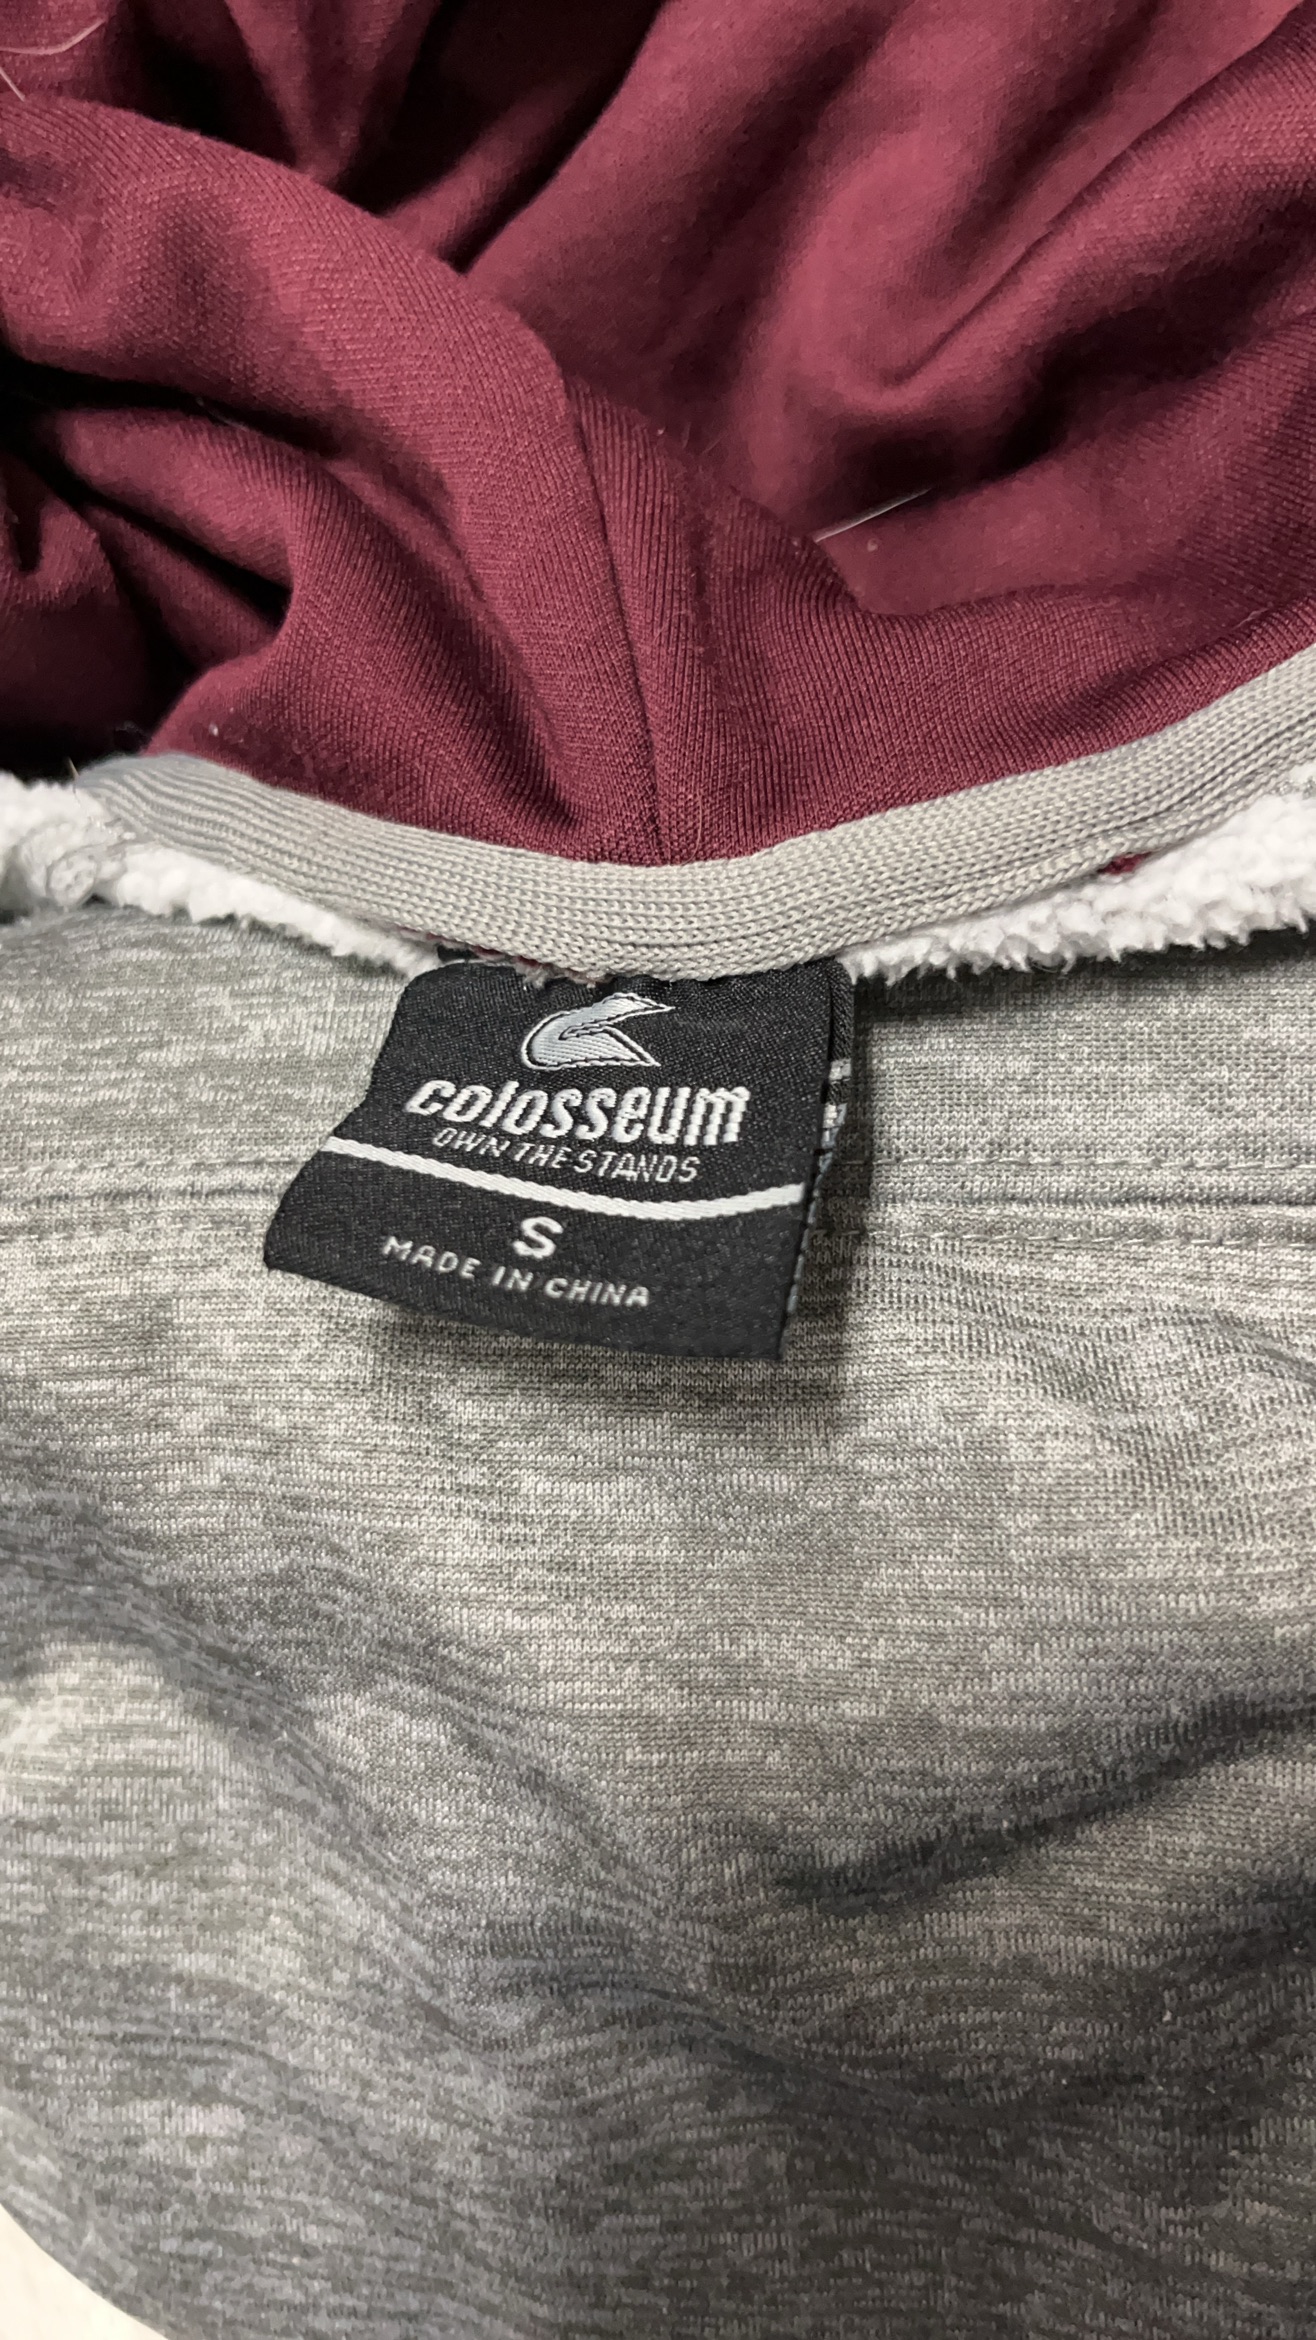 colosseum
OWN THE STANDS
S
MADE IN CHINA